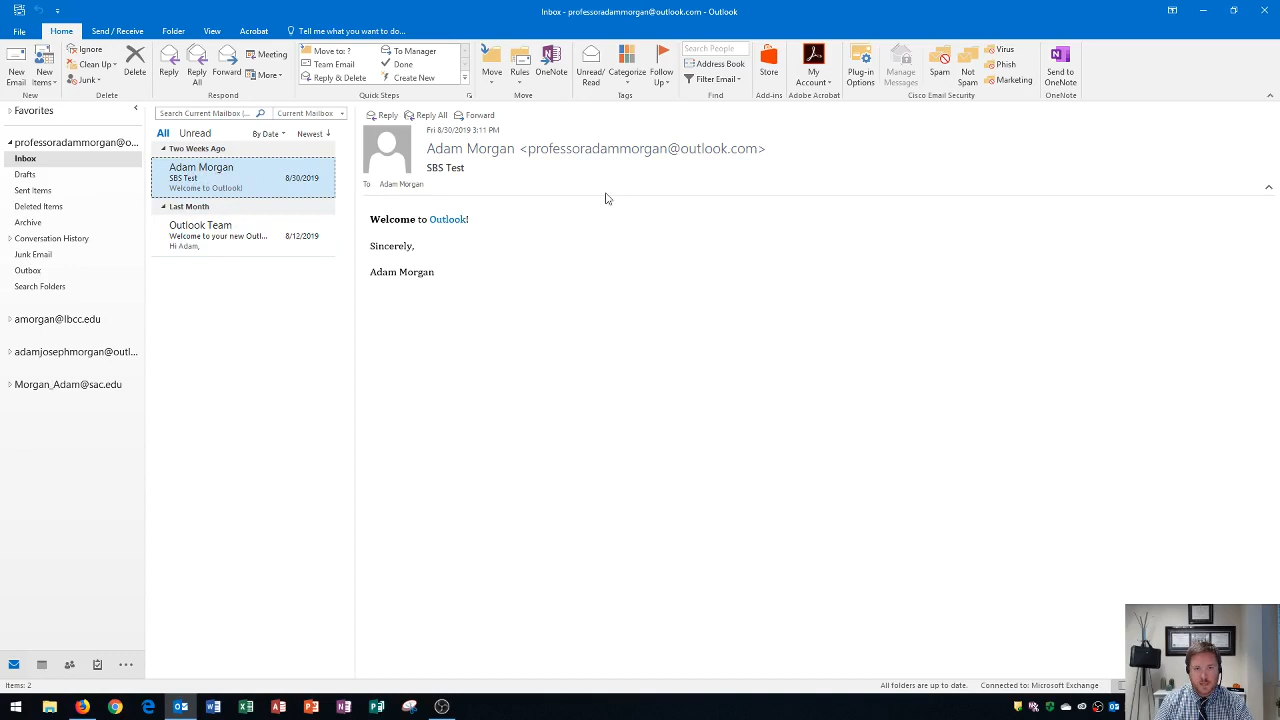 Inbox - professoradammorgan@outlook.com - Outlook
File
Home
Send / Receive
Folder
View
Acrobat
Tell me what you want to do...
New Email
New Items
New
Ignore
Clean Up
Junk
Delete
Delete
Reply
Reply All
Forward
Meeting
More
Respond
Move to: ?
Team Email
Reply & Delete
To Manager
Done
Create New
Quick Steps
Move
Rules
OneNote
Move
Unread/ Read
Categorize
Follow Up
Tags
Search People
Address Book
Filter Email
Find
Store
Add-ins
My Account
Adobe Acrobat
Plug-in Options
Manage Messages
Spam
Not Spam
Virus
Phish
Marketing
Cisco Email Security
Send to OneNote
OneNote
Favorites
professoradammorgan@o...
Inbox
Drafts
Sent Items
Deleted Items
Archive
Conversation History
Junk Email
Outbox
Search Folders
amorgan@lbcc.edu
adamjosephmorgan@outl...
Morgan_Adam@sac.edu
Search Current Mailbox (...
Current Mailbox
All Unread
By Date
Newest
Two Weeks Ago
Adam Morgan
SBS Test 8/30/2019
Welcome to Outlook!
Last Month
Outlook Team
Welcome to your new Outl... 8/12/2019
Hi Adam,
Reply Reply All Forward
Fri 8/30/2019 3:11 PM
Adam Morgan <professoradammorgan@outlook.com>
SBS Test
To Adam Morgan
Welcome to Outlook!
Sincerely,
Adam Morgan
Items: 2
All folders are up to date.
Connected to: Microsoft Exchange